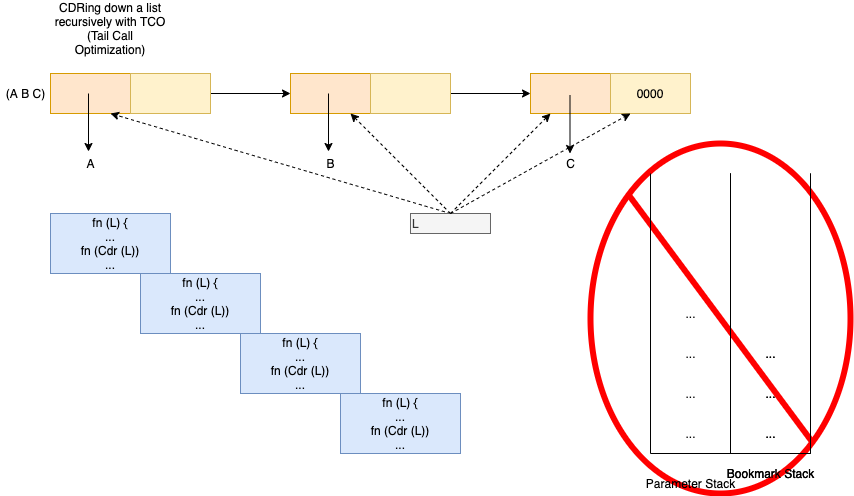 CDRing down a list
recursively with TCO
(Tail Call
Optimization)
(A B C)
0000
A
B
C
L
fn (L) {
...
fn (Cdr (L))
...
fn (L) {
...
fn (Cdr (L))
...
fn (L) {
...
fn (Cdr (L))
...
fn (L) {
...
fn (Cdr (L))
...
...
... ...
... ...
... ...
Bookmark Stack
Parameter Stack